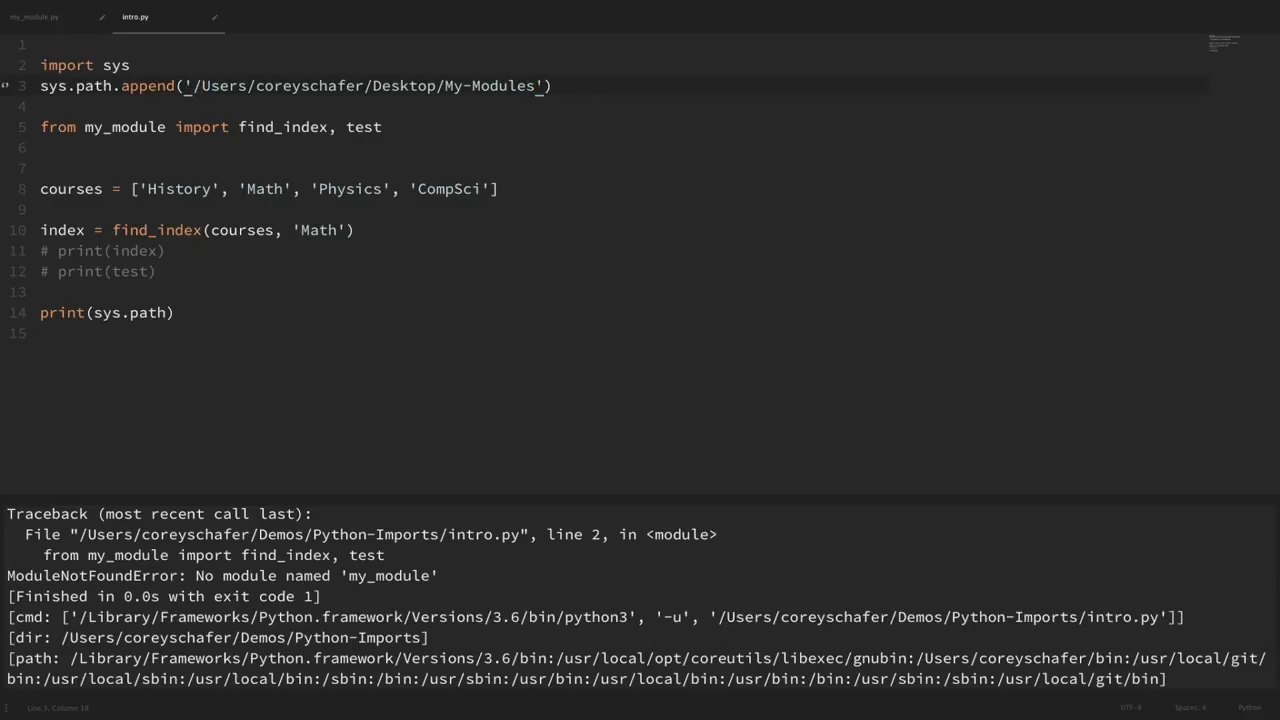 my_module.py
intro.py
1
2 import sys
3 sys.path.append('/Users/coreyschafer/Desktop/My-Modules')
4
5 from my_module import find_index, test
6
7
8 courses = ['History', 'Math', 'Physics', 'CompSci']
9
10 index = find_index(courses, 'Math')
11 # print(index)
12 # print(test)
13
14 print(sys.path)
15
Traceback (most recent call last):
File "/Users/coreyschafer/Demos/Python-Imports/intro.py", line 2, in <module>
from my_module import find_index, test
ModuleNotFoundError: No module named 'my_module'
[Finished in 0.0s with exit code 1]
[cmd: ['/Library/Frameworks/Python.framework/Versions/3.6/bin/python3', '-u', '/Users/coreyschafer/Demos/Python-Imports/intro.py']]
[dir: /Users/coreyschafer/Demos/Python-Imports]
[path: /Library/Frameworks/Python.framework/Versions/3.6/bin:/usr/local/opt/coreutils/libexec/gnubin:/Users/coreyschafer/bin:/usr/local/git/
bin:/usr/local/sbin:/usr/local/bin:/sbin:/bin:/usr/sbin:/usr/bin:/usr/local/bin:/usr/bin:/bin:/usr/sbin:/sbin:/usr/local/git/bin]
Line 3, Column 18
UTF-8
Spaces: 4
Python